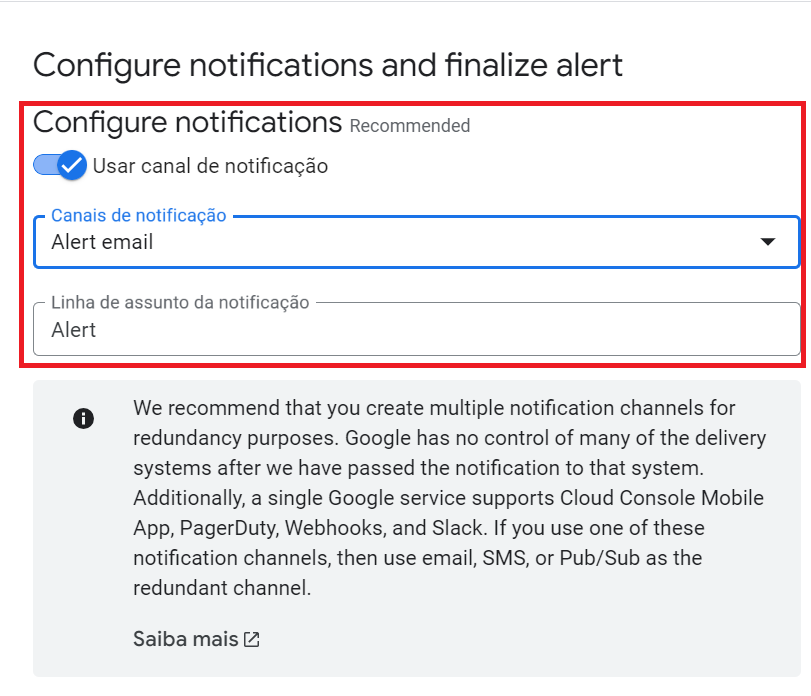 Configure notifications and finalize alert
Configure notifications Recommended
Usar canal de notificação
Canais de notificação
Alert email
Linha de assunto da notificação
Alert
We recommend that you create multiple notification channels for
redundancy purposes. Google has no control of many of the delivery
systems after we have passed the notification to that system.
Additionally, a single Google service supports Cloud Console Mobile
App, PagerDuty, Webhooks, and Slack. If you use one of these
notification channels, then use email, SMS, or Pub/Sub as the
redundant channel.
Saiba mais